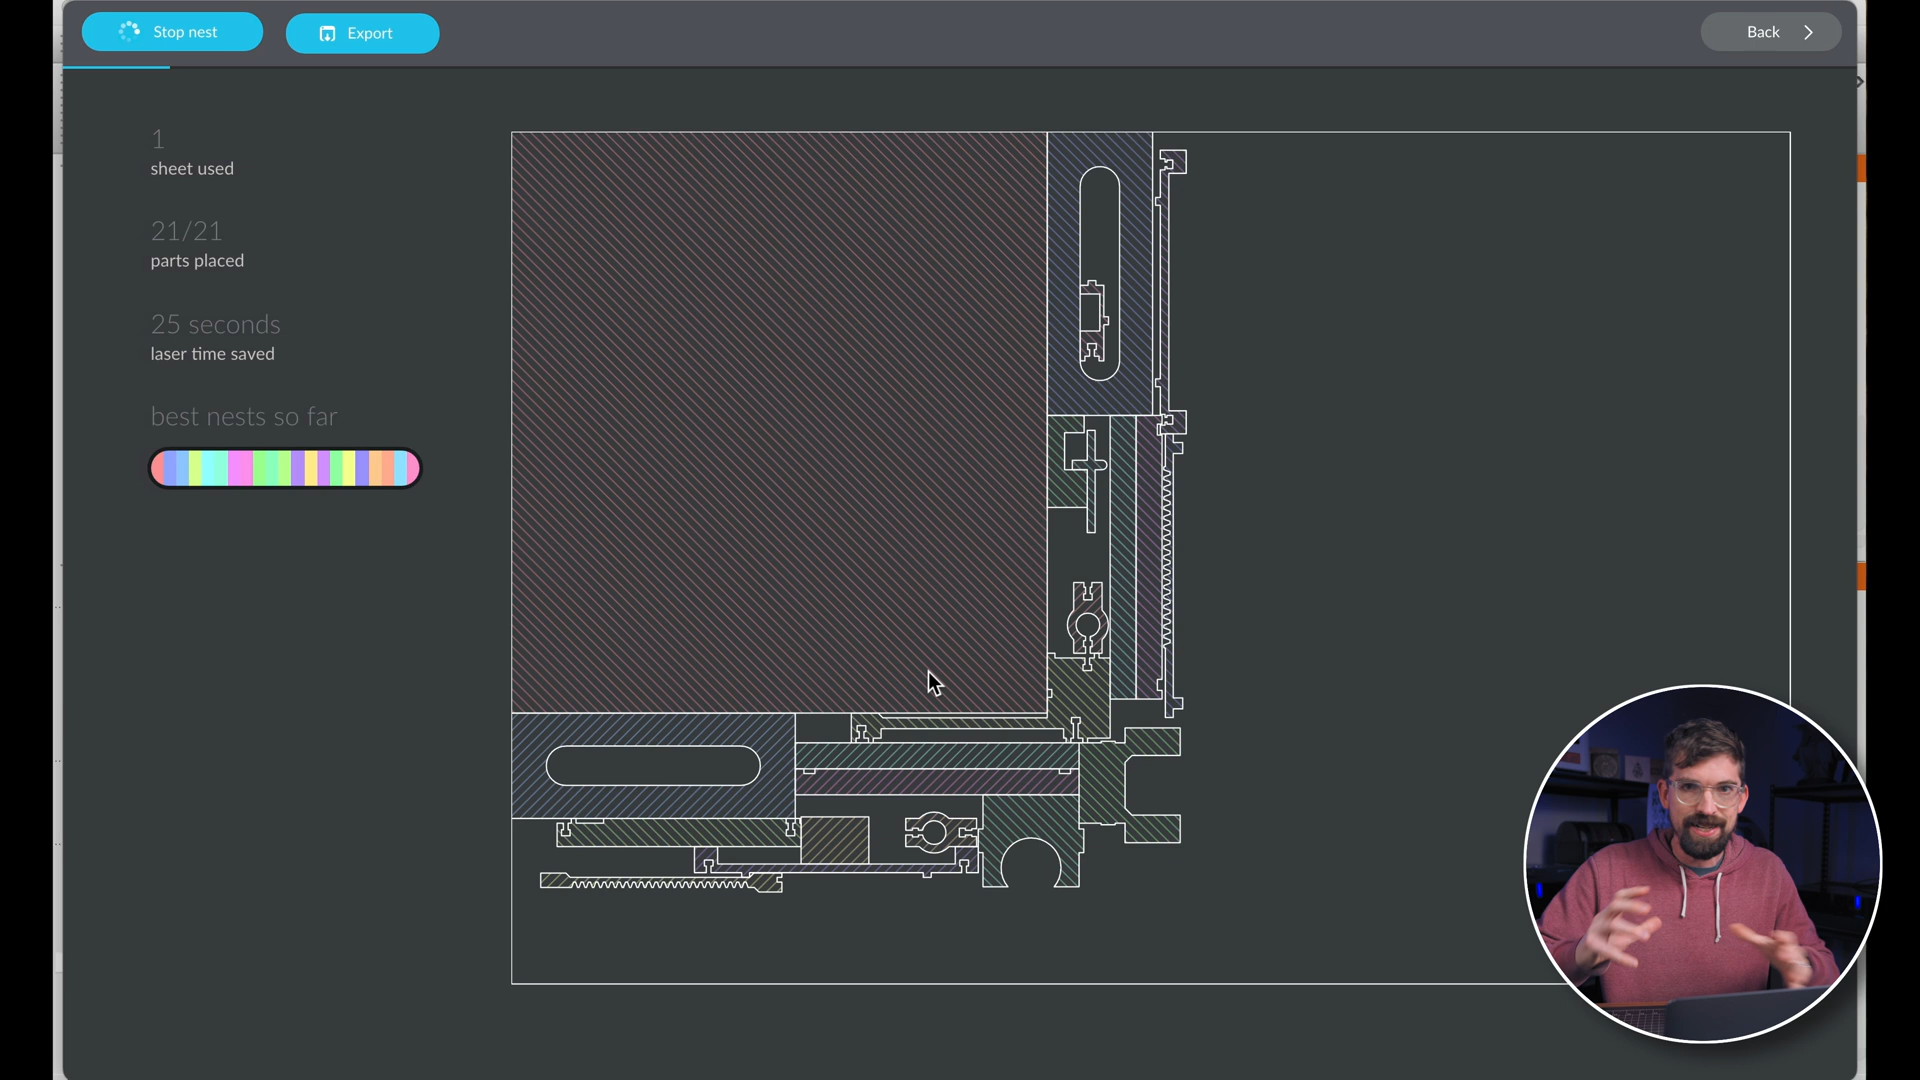 Stop nest
Export
Back
1
sheet used
21/21
parts placed
25 seconds
laser time saved
best nests so far